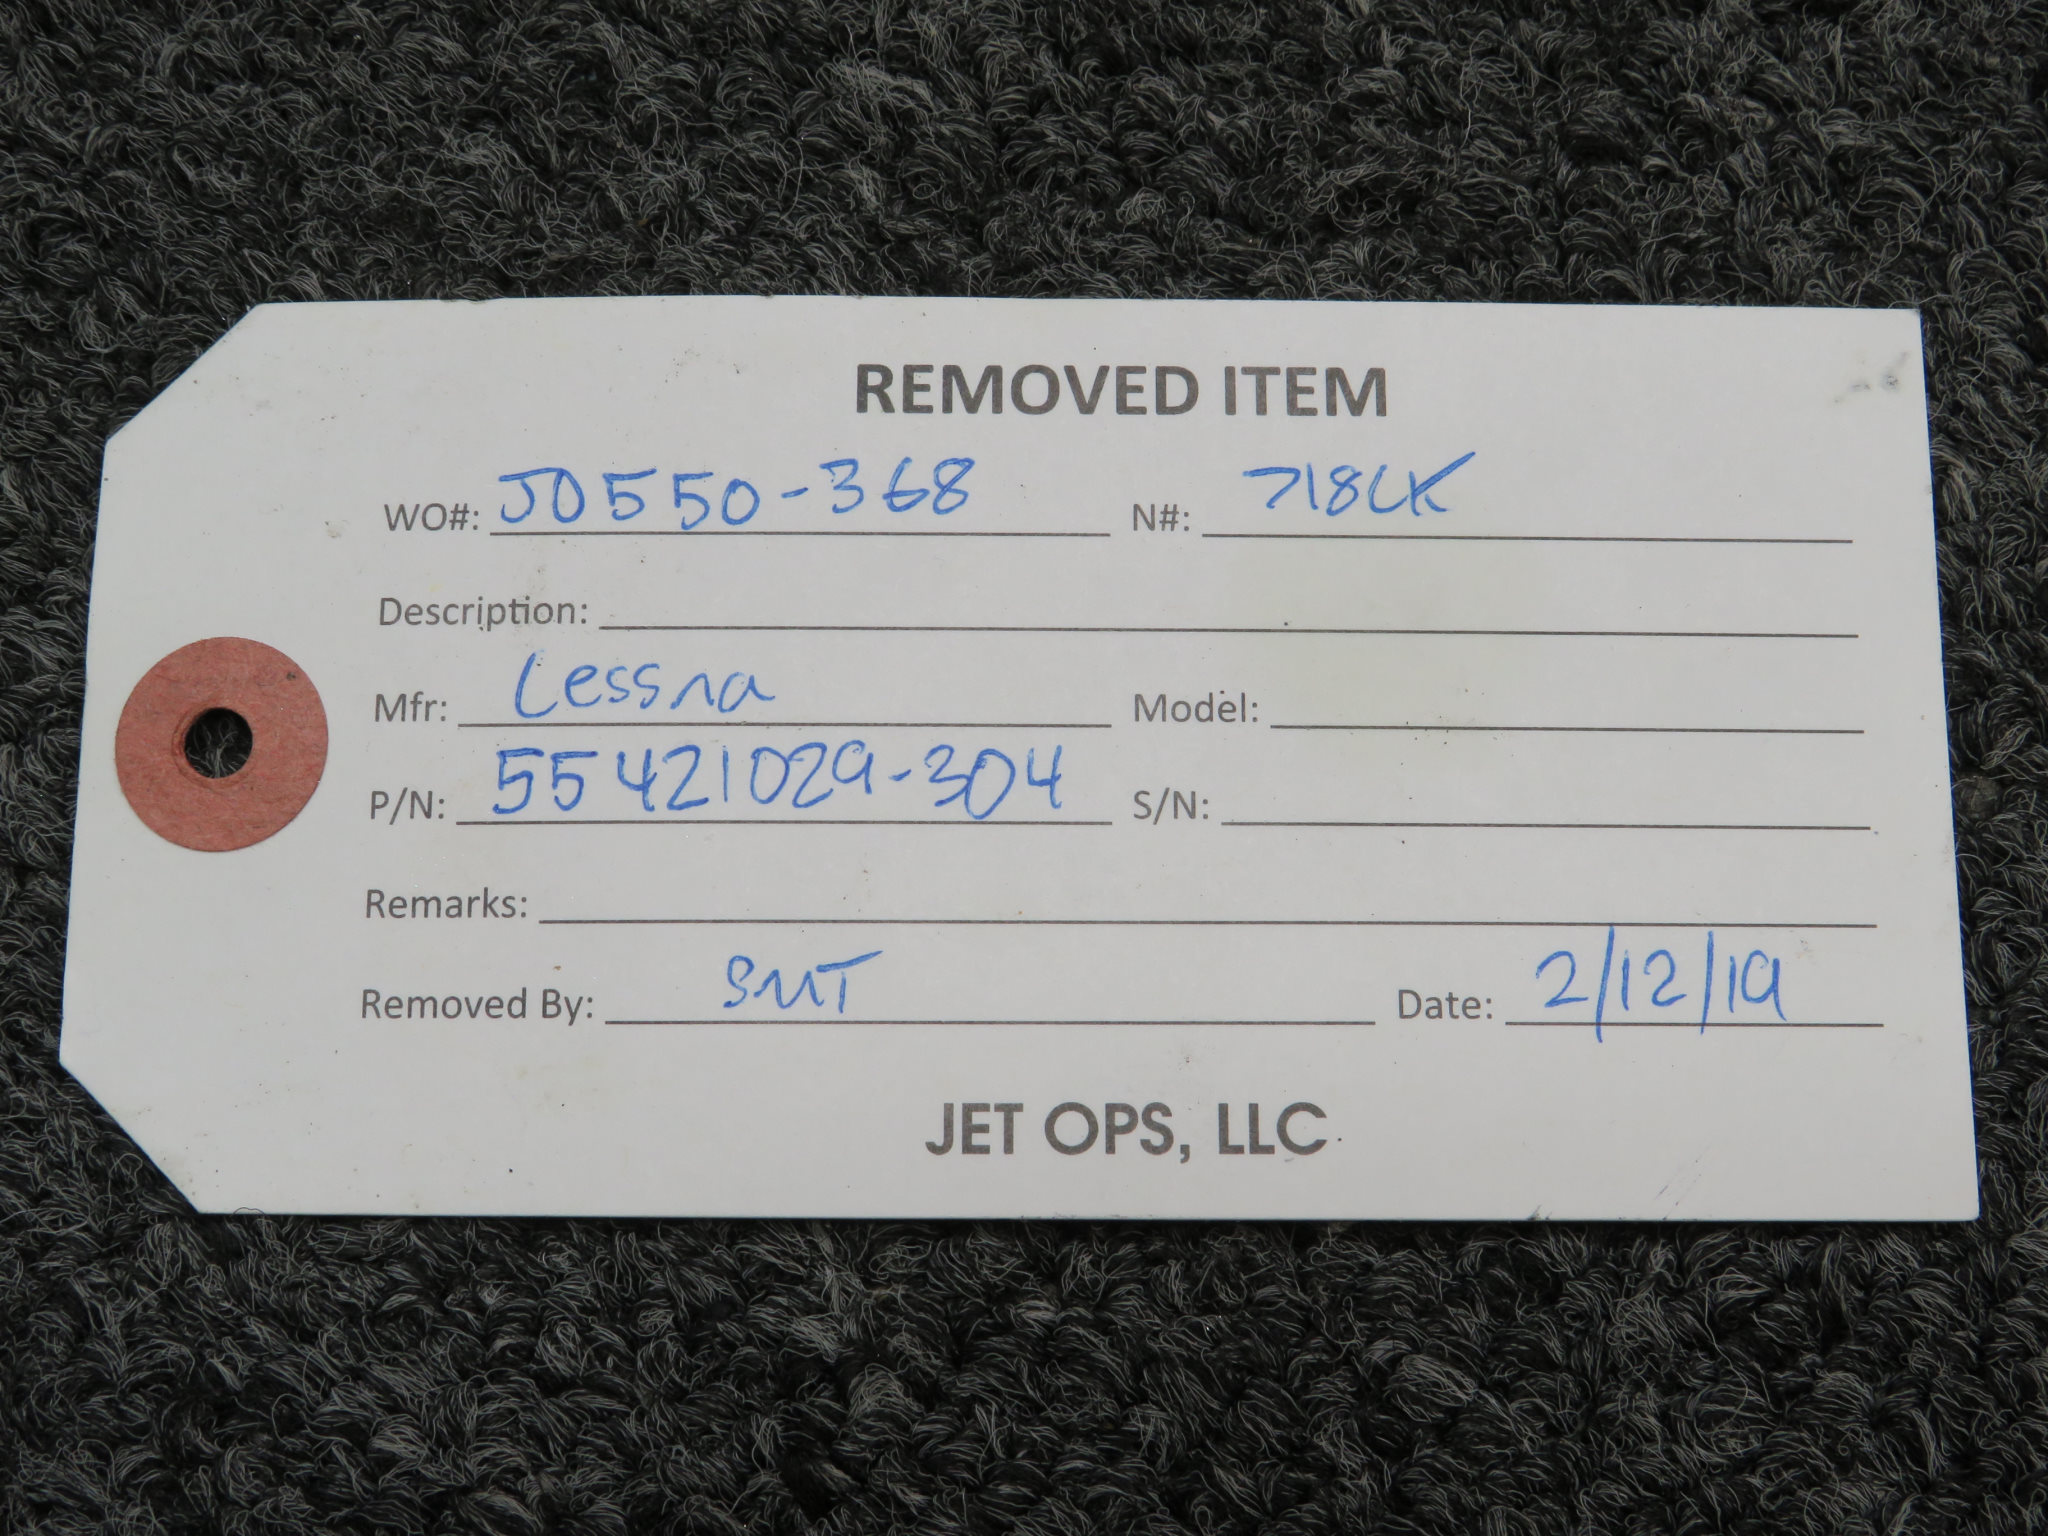 REMOVED ITEM
WO#: JO550-368 N#: 718CK
Description:
Mfr: Cessna Model:
P/N: 55421029-304 S/N:
Remarks:
Removed By: SMT Date: 2/12/19
JET OPS, LLC